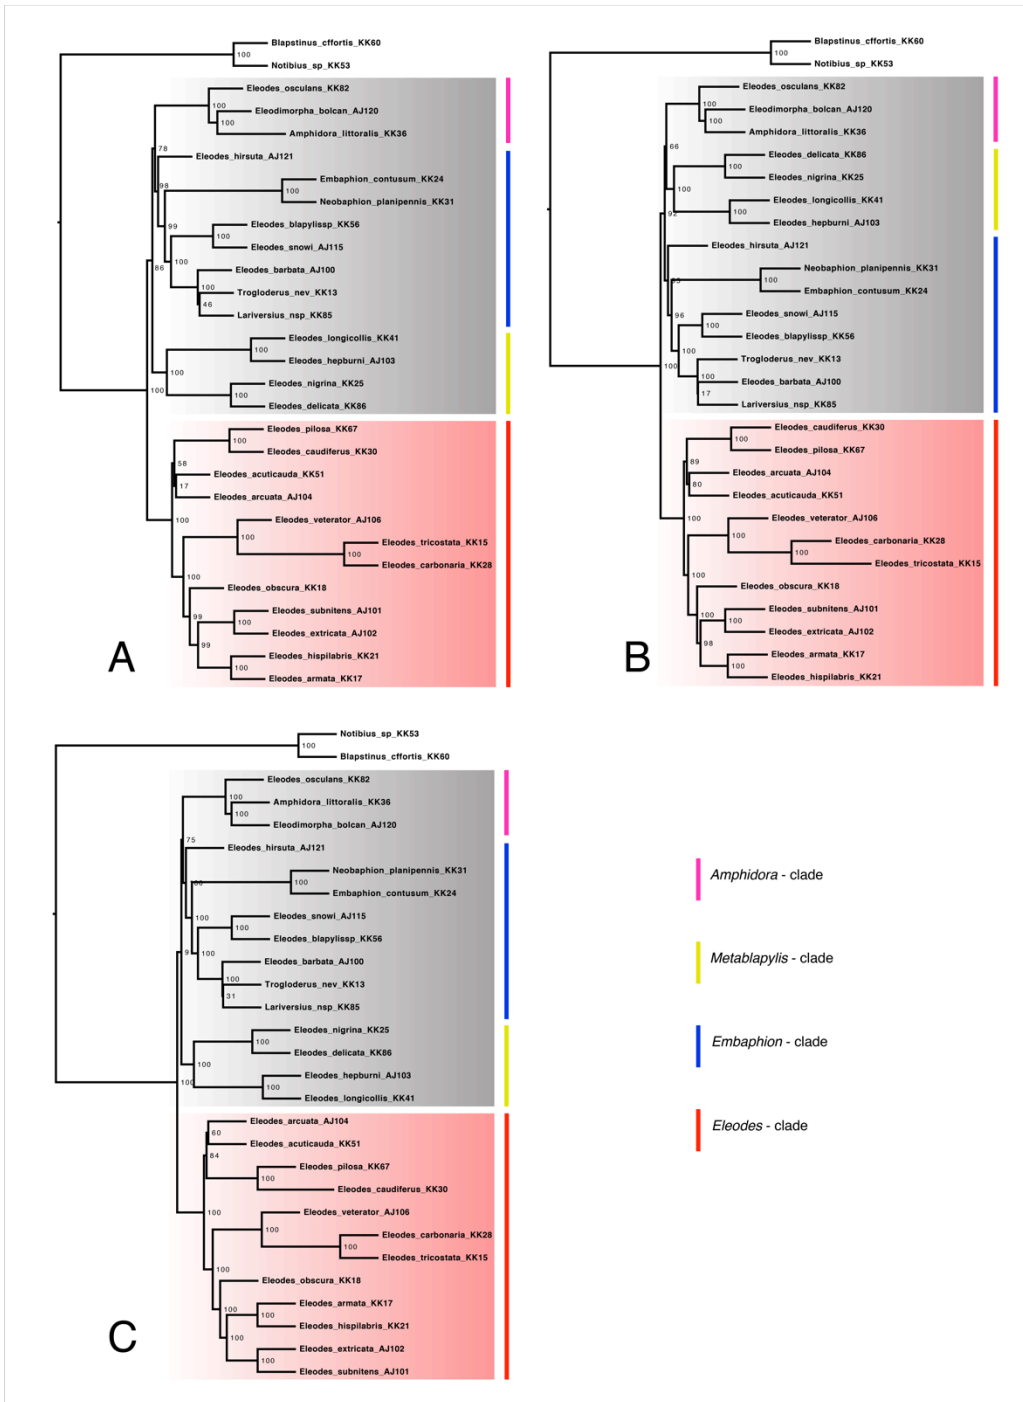 Blapstinus_cffortis_KK60
100
Notibius_sp_KK53
Eleodes_osculans_KK82
100
Eleodimorpha_bolcan_AJ120
100
Amphidora_littoralis_KK36
78
Eleodes_hirsuta_AJ121
Embaphion_contusum_KK24
98
100
Neobaphion_planipennis_KK31
Eleodes_blapylissp_KK56
99
100
Eleodes_snowi_AJ115
100
86
Eleodes_barbata_AJ100
100
Trogloderus_nev_KK13
46
Lariversius_nsp_KK85
Eleodes_longicollis_KK41
100
Eleodes_hepburni_AJ103
100
Eleodes_nigrina_KK25
100
100
Eleodes_delicata_KK86
Eleodes_pilosa_KK67
100
Eleodes_caudiferus_KK30
58
Eleodes_acuticauda_KK51
17
Eleodes_arcuata_AJ104
100
Eleodes_veterator_AJ106
100
Eleodes_tricostata_KK15
100
Eleodes_carbonaria_KK28
100
Eleodes_obscura_KK18
Eleodes_subnitens_AJ101
99
100
Eleodes_extricata_AJ102
99
Eleodes_hispilabris_KK21
100
Eleodes_armata_KK17
A
Blapstinus_cffortis_KK60
100
Notibius_sp_KK53
Eleodes_osculans_KK82
100
Eleodimorpha_bolcan_AJ120
100
Amphidora_littoralis_KK36
66
Eleodes_delicata_KK86
100
Eleodes_nigrina_KK25
100
Eleodes_longicollis_KK41
92
100
Eleodes_hepburni_AJ103
Eleodes_hirsuta_AJ121
Neobaphion_planipennis_KK31
100
Embaphion_contusum_KK24
Eleodes_snowi_AJ115
96
100
Eleodes_blapylissp_KK56
100
Trogloderus_nev_KK13
100
100
Eleodes_barbata_AJ100
17
Lariversius_nsp_KK85
Eleodes_caudiferus_KK30
100
Eleodes_pilosa_KK67
89
Eleodes_arcuata_AJ104
80
Eleodes_acuticauda_KK51
100
Eleodes_veterator_AJ106
100
Eleodes_carbonaria_KK28
100
Eleodes_tricostata_KK15
100
Eleodes_obscura_KK18
Eleodes_subnitens_AJ101
100
100
Eleodes_extricata_AJ102
98
Eleodes_armata_KK17
100
Eleodes_hispilabris_KK21
B
Notibius_sp_KK53
100
Blapstinus_cffortis_KK60
Eleodes_osculans_KK82
100
Amphidora_littoralis_KK36
100
Eleodimorpha_bolcan_AJ120
75
Eleodes_hirsuta_AJ121
Neobaphion_planipennis_KK31
100
Embaphion_contusum_KK24
Eleodes_snowi_AJ115
100
100
Eleodes_blapylissp_KK56
100
Eleodes_barbata_AJ100
100
Trogloderus_nev_KK13
31
Lariversius_nsp_KK85
Eleodes_nigrina_KK25
100
Eleodes_delicata_KK86
100
Eleodes_hepburni_AJ103
100
100
Eleodes_longicollis_KK41
Eleodes_arcuata_AJ104
60
Eleodes_acuticauda_KK51
84
Eleodes_pilosa_KK67
100
Eleodes_caudiferus_KK30
100
Eleodes_veterator_AJ106
100
Eleodes_carbonaria_KK28
100
Eleodes_tricostata_KK15
100
Eleodes_obscura_KK18
Eleodes_armata_KK17
100
100
Eleodes_hispilabris_KK21
100
Eleodes_extricata_AJ102
100
Eleodes_subnitens_AJ101
C
Amphidora - clade
Metablapylis - clade
Embaphion - clade
Eleodes - clade